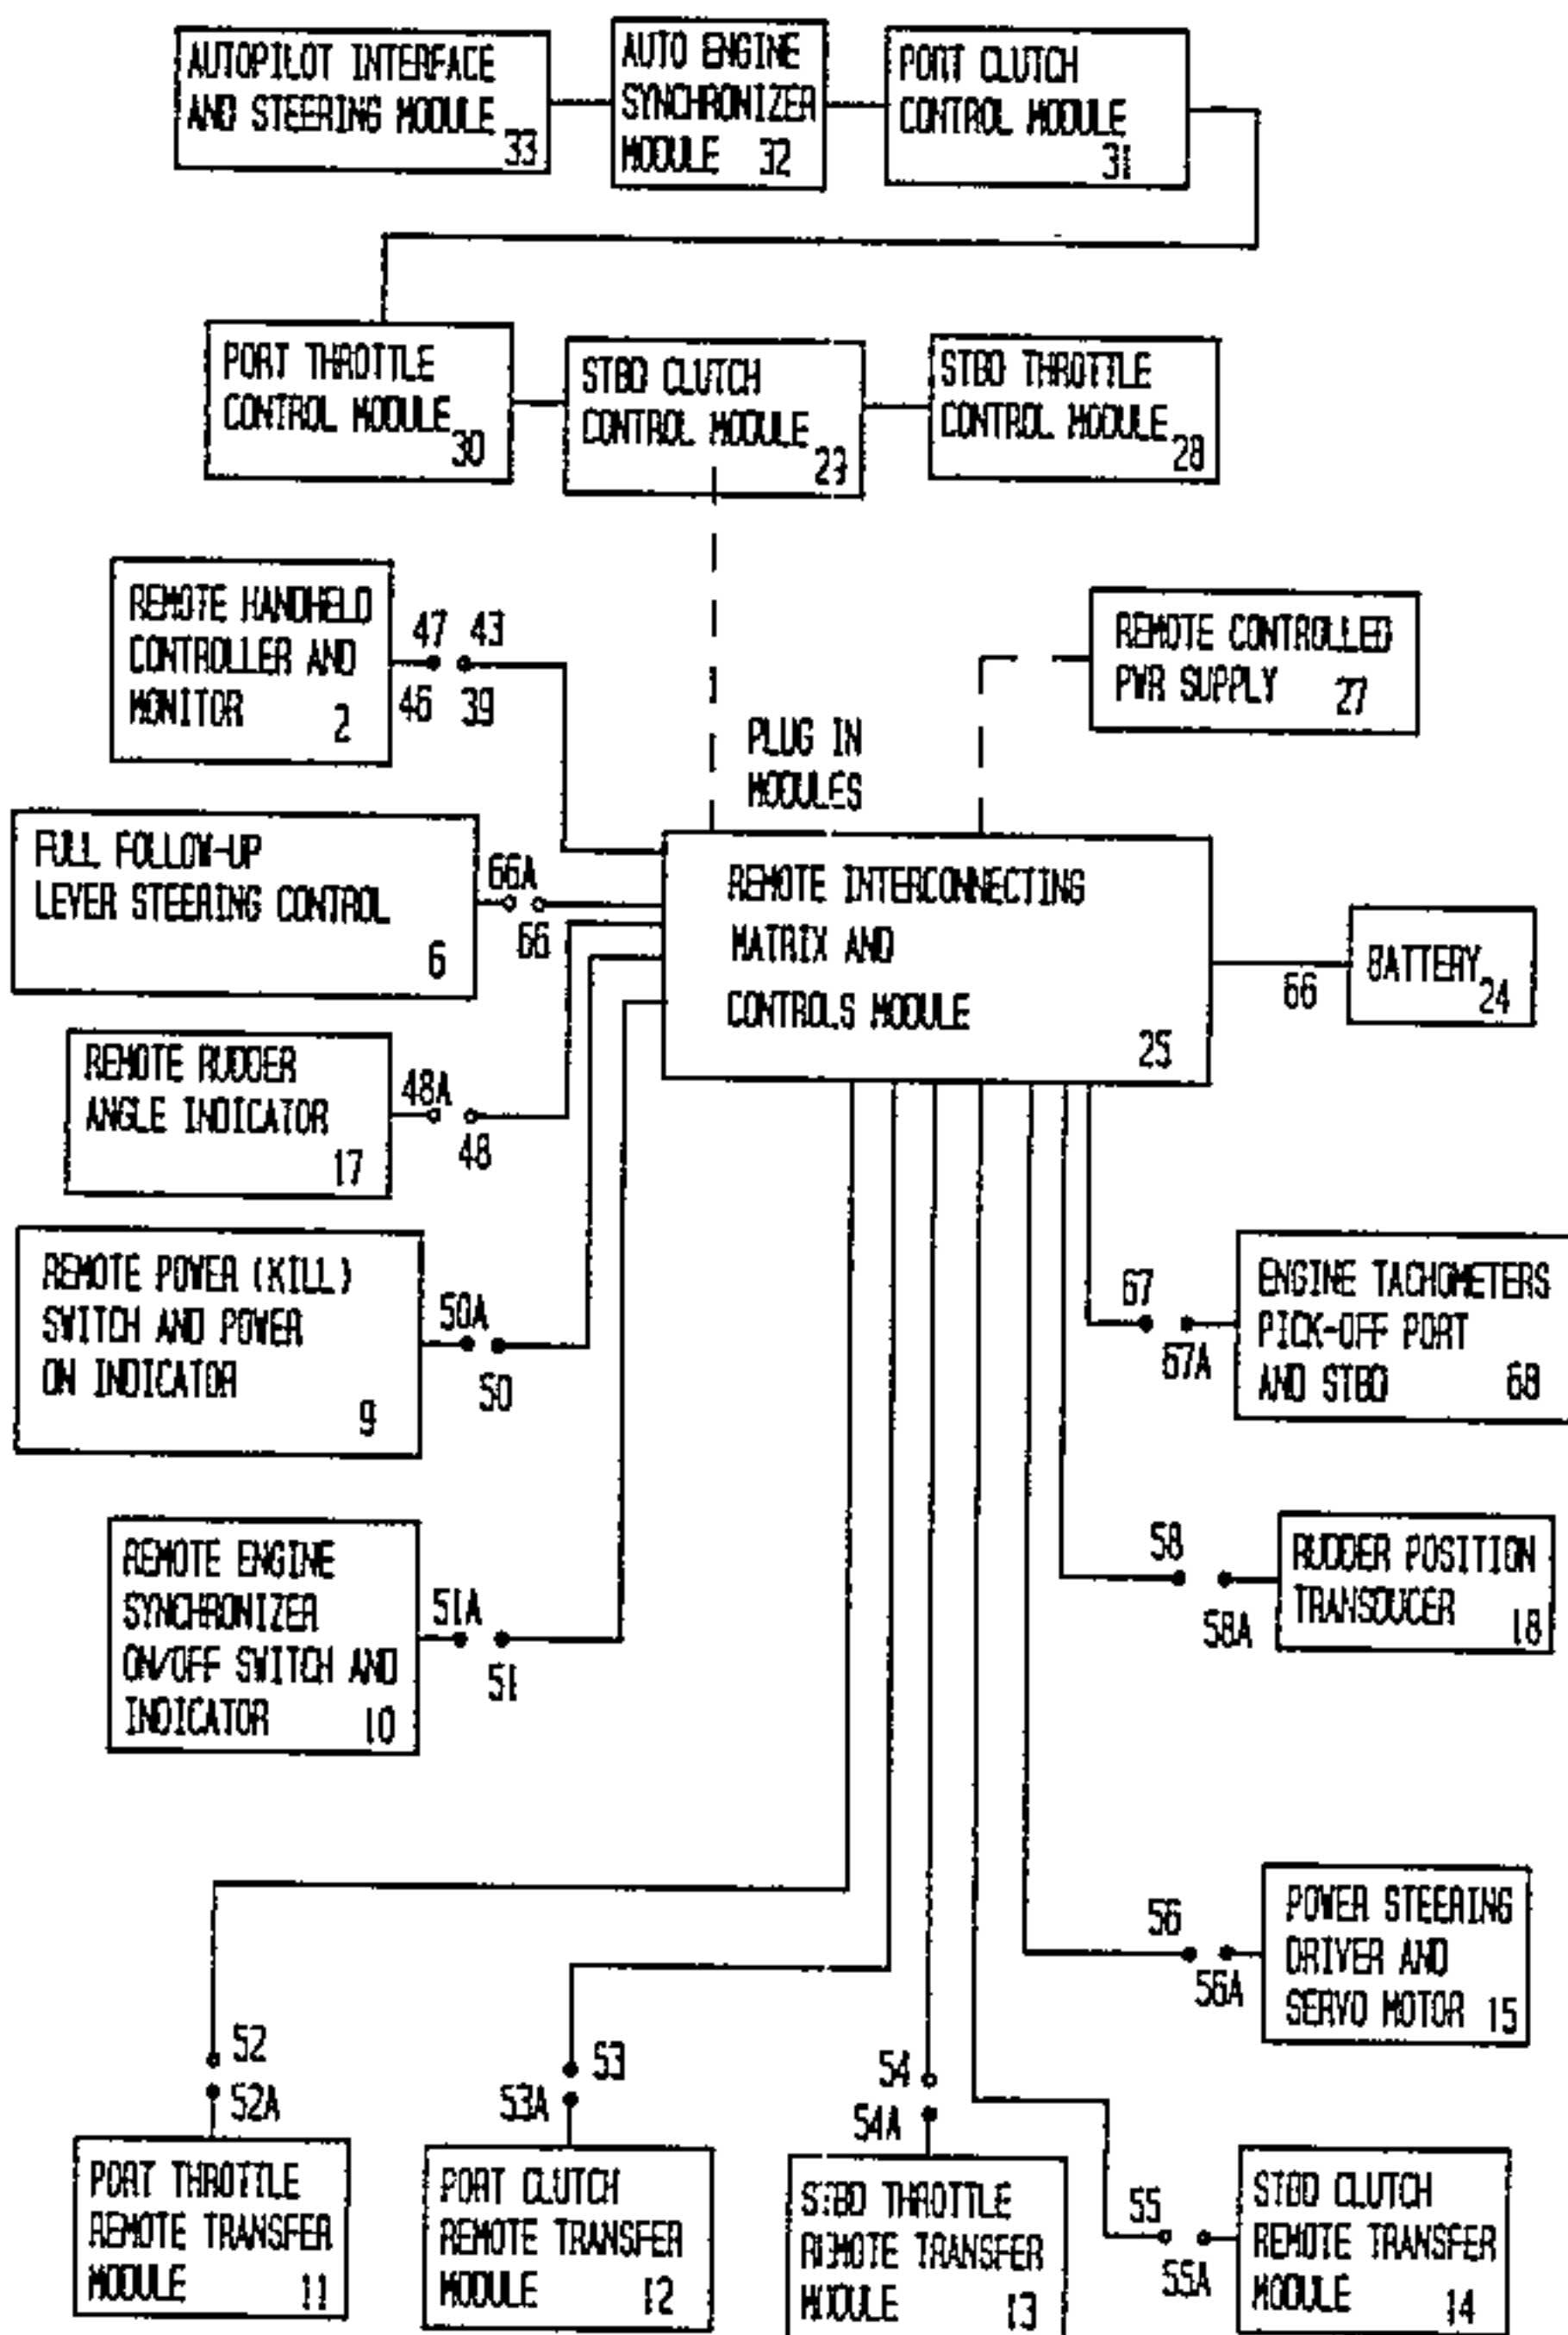 AUTOPILOT INTERFACE
AND STEERING MODULE
33
AUTO ENGINE
SYNCHRONIZER
MODULE 32
PORT CLUTCH
CONTROL MODULE
31
PORT THROTTLE
CONTROL MODULE
30
STBD CLUTCH
CONTROL MODULE
29
STBD THROTTLE
CONTROL MODULE
28
REMOTE HANDHELD
CONTROLLER AND
MONITOR 2
47 43
46 39
REMOTE CONTROLLED
PWR SUPPLY 27
PLUG IN
MODULES
FULL FOLLOW-UP
LEVER STEERING CONTROL
6
66A
66
REMOTE INTERCONNECTING
MATRIX AND
CONTROLS MODULE
25
66
BATTERY
24
REMOTE RUDDER
ANGLE INDICATOR
17
48A
48
REMOTE POWER (KILL)
SWITCH AND POWER
ON INDICATOR
9
50A
50
67
67A
ENGINE TACHOMETERS
PICK-OFF PORT
AND STBD 68
REMOTE ENGINE
SYNCHRONIZER
ON/OFF SWITCH AND
INDICATOR 10
51A
51
58
58A
RUDDER POSITION
TRANSDUCER
18
56
56A
POWER STEERING
DRIVER AND
SERVO MOTOR 15
52
52A
53
53A
54
54A
55
55A
PORT THROTTLE
REMOTE TRANSFER
MODULE 11
PORT CLUTCH
REMOTE TRANSFER
MODULE 12
STBD THROTTLE
REMOTE TRANSFER
MODULE 13
STBD CLUTCH
REMOTE TRANSFER
MODULE 14